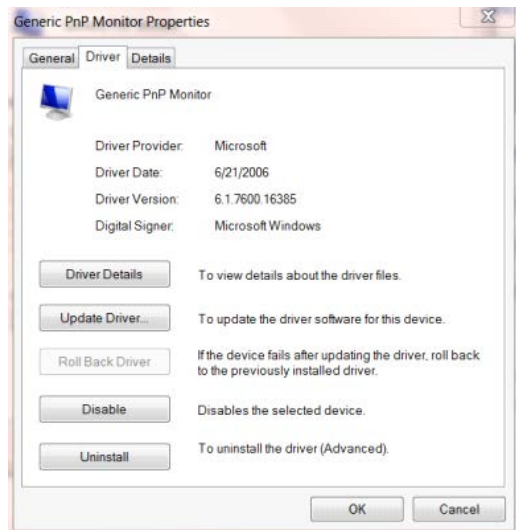 Generic PnP Monitor Properties
General Driver Details
Generic PnP Monitor
Driver Provider: Microsoft
Driver Date: 6/21/2006
Driver Version: 6.1.7600.16385
Digital Signer: Microsoft Windows
Driver Details To view details about the driver files.
Update Driver... To update the driver software for this device.
Roll Back Driver If the device fails after updating the driver, roll back
to the previously installed driver.
Disable Disables the selected device.
Uninstall To uninstall the driver (Advanced).
OK Cancel